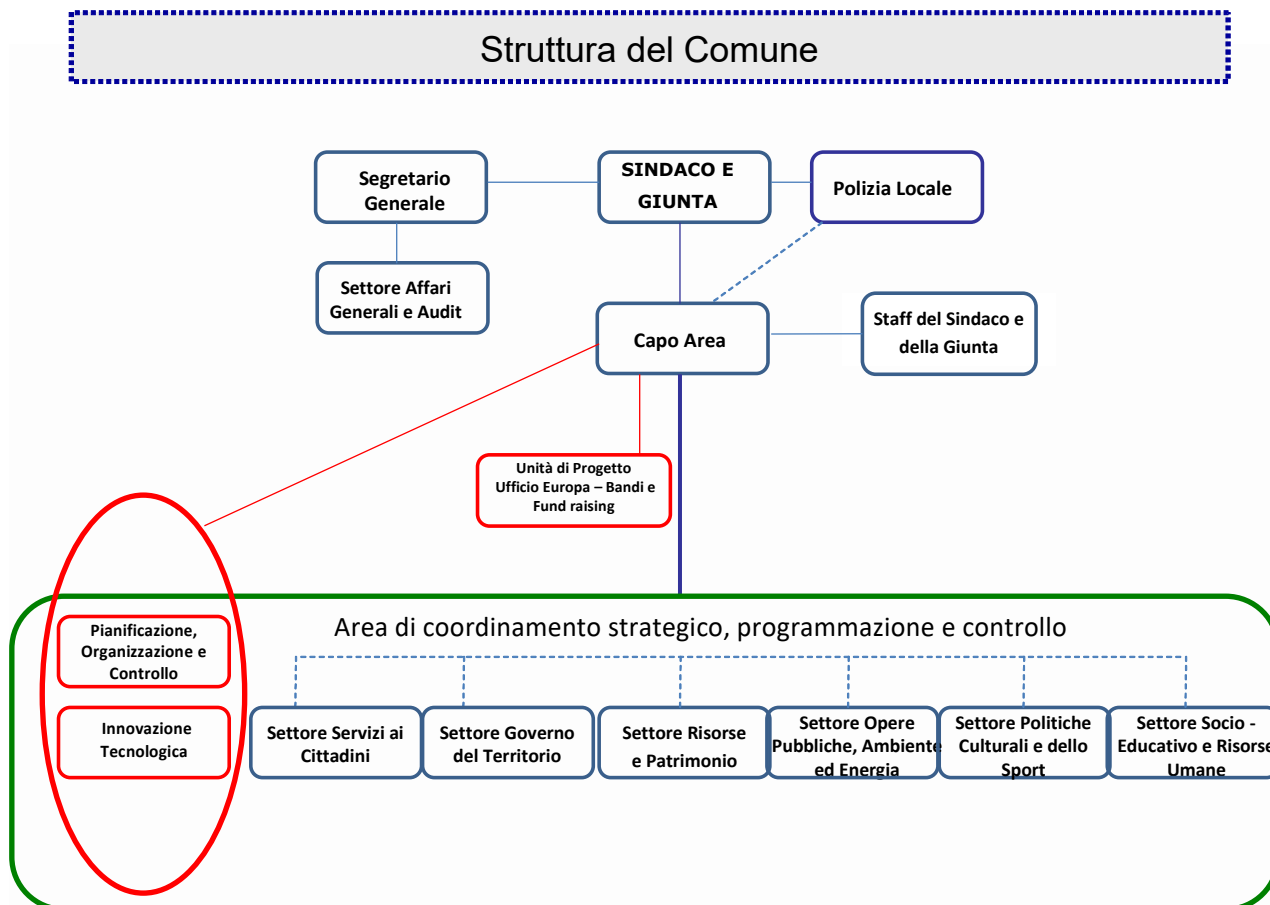 Struttura del Comune
Segretario
Generale
SINDACO E
GIUNTA
Polizia Locale
Settore Affari
Generali e Audit
Capo Area
Staff del Sindaco e
della Giunta
Unità di Progetto
Ufficio Europa – Bandi e
Fund raising
Area di coordinamento strategico, programmazione e controllo
Pianificazione,
Organizzazione e
Controllo
Innovazione
Tecnologica
Settore Servizi ai
Cittadini
Settore Governo
del Territorio
Settore Risorse
e Patrimonio
Settore Opere
Pubbliche, Ambiente
ed Energia
Settore Politiche
Culturali e dello
Sport
Settore Socio -
Educativo e Risorse
Umane